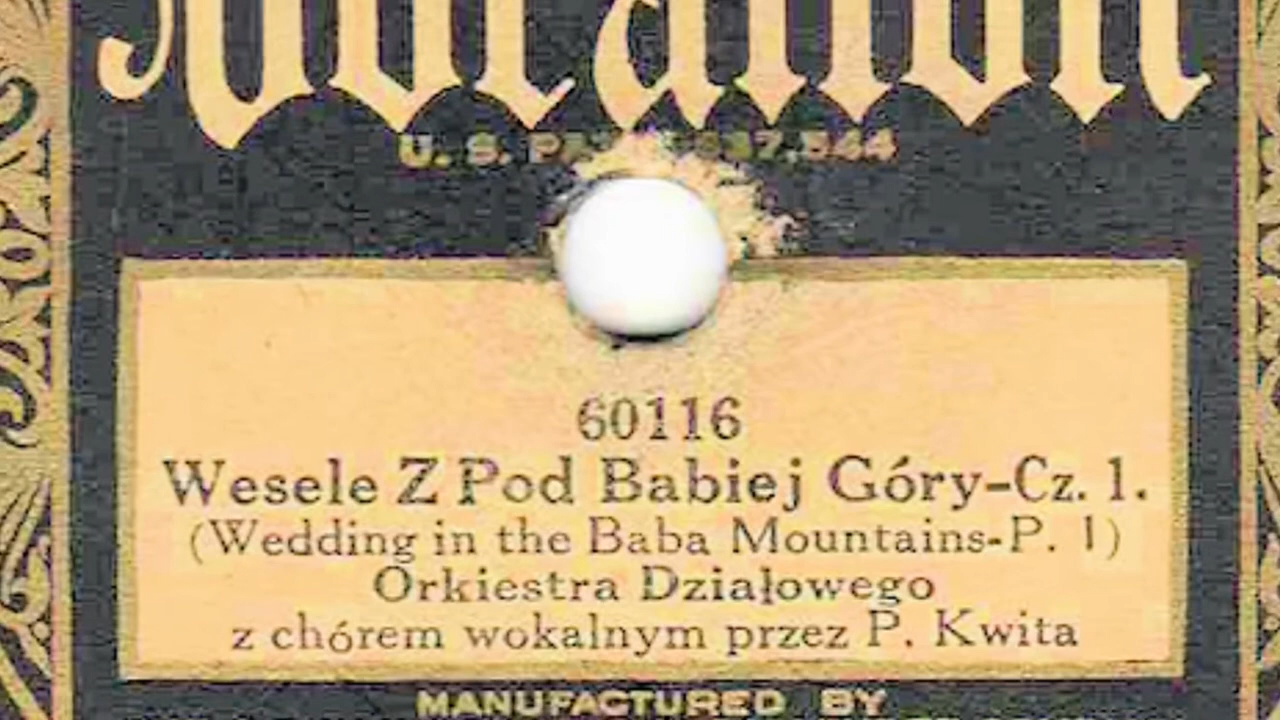 U. S. PA
60116
Wesele Z Pod Babiej Góry-Cz. 1.
(Wedding in the Baba Mountains-P. 1)
Orkiestra Działowego
z chórem wokalnym przez P. Kwita
MANUFACTURED BY